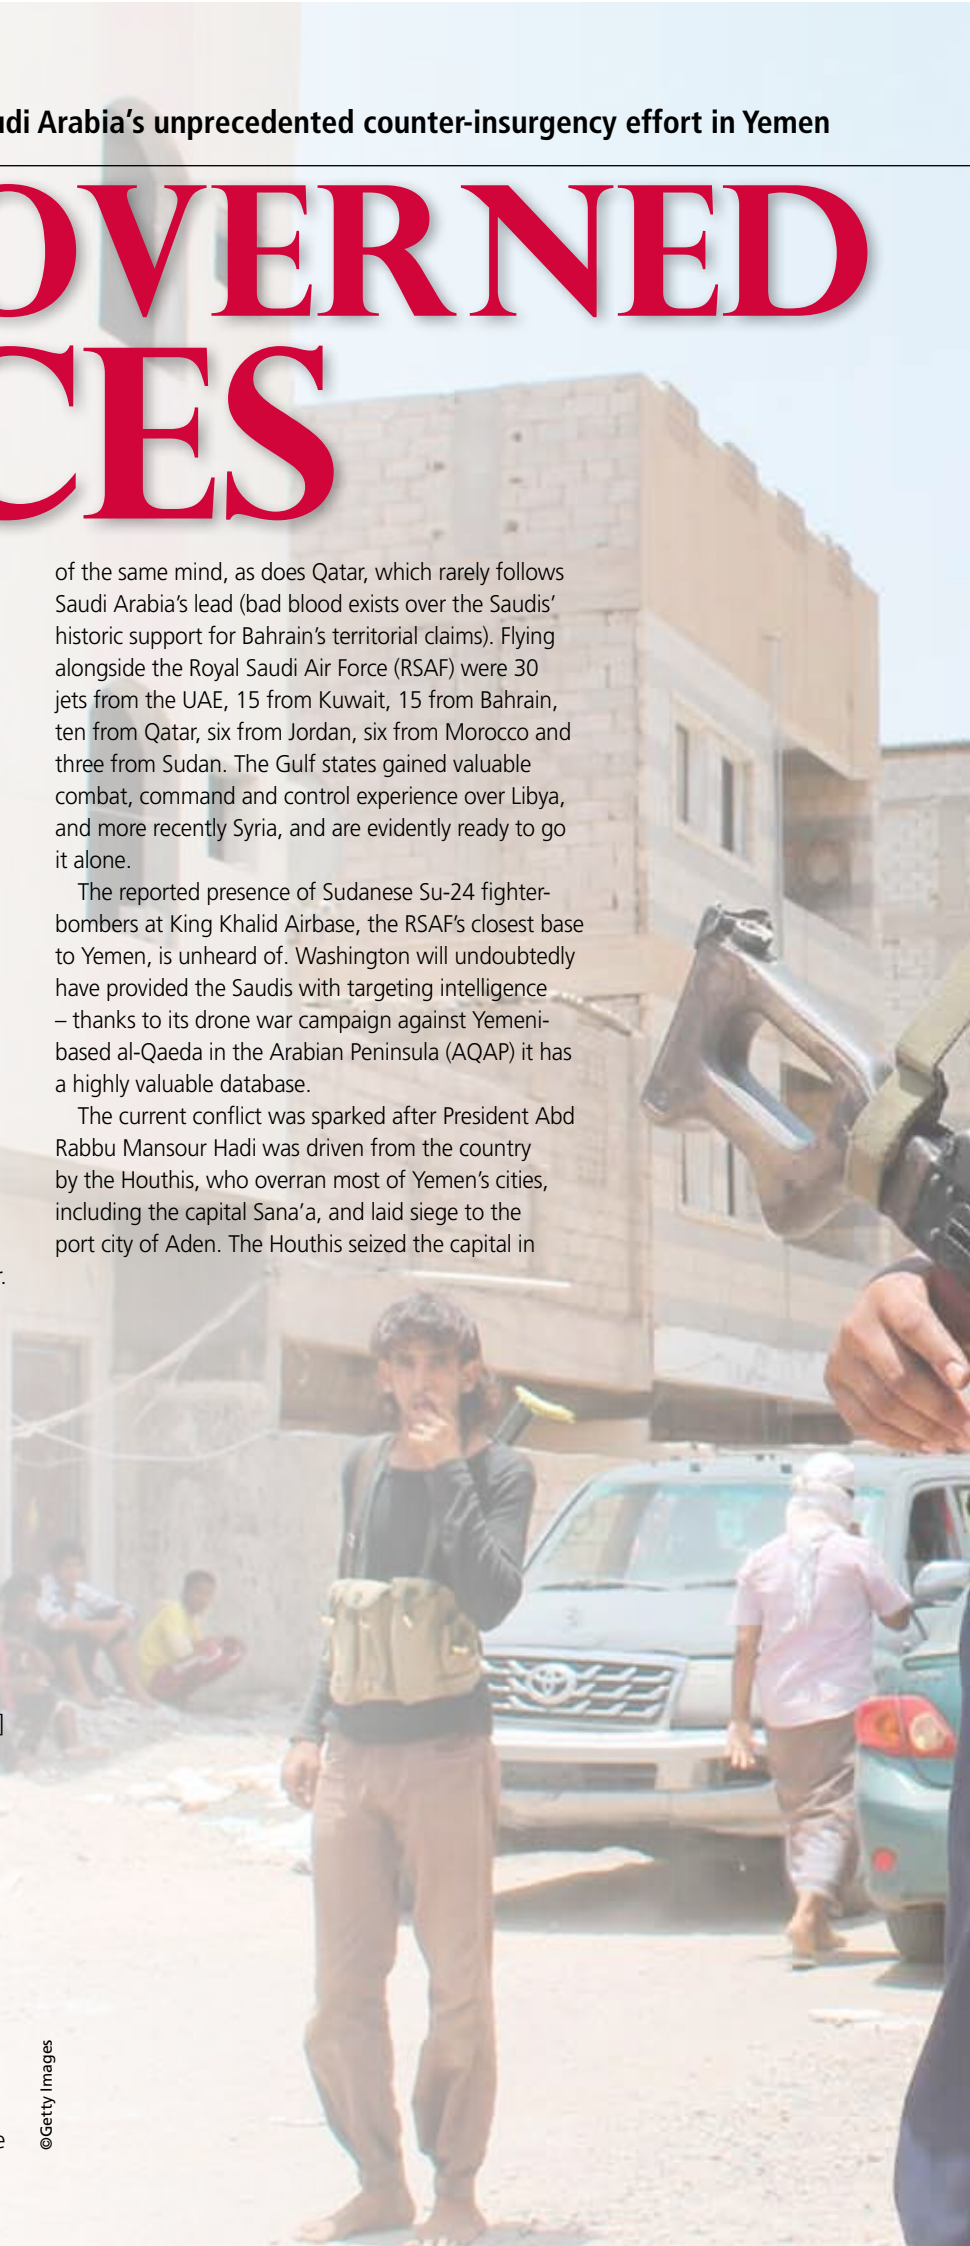 Arabia's unprecedented counter-insurgency effort in Yemen
OVERNED
CES
of the same mind, as does Qatar, which rarely follows
Saudi Arabia's lead (bad blood exists over the Saudis'
historic support for Bahrain's territorial claims). Flying
alongside the Royal Saudi Air Force (RSAF) were 30
jets from the UAE, 15 from Kuwait, 15 from Bahrain,
ten from Qatar, six from Jordan, six from Morocco and
three from Sudan. The Gulf states gained valuable
combat, command and control experience over Libya,
and more recently Syria, and are evidently ready to go
it alone.
The reported presence of Sudanese Su-24 fighter-
bombers at King Khalid Airbase, the RSAF's closest base
to Yemen, is unheard of. Washington will undoubtedly
have provided the Saudis with targeting intelligence
– thanks to its drone war campaign against Yemeni-
based al-Qaeda in the Arabian Peninsula (AQAP) it has
a highly valuable database.
The current conflict was sparked after President Abd
Rabbu Mansour Hadi was driven from the country
by the Houthis, who overran most of Yemen's cities,
including the capital Sana'a, and laid siege to the
port city of Aden. The Houthis seized the capital in
©Getty Images